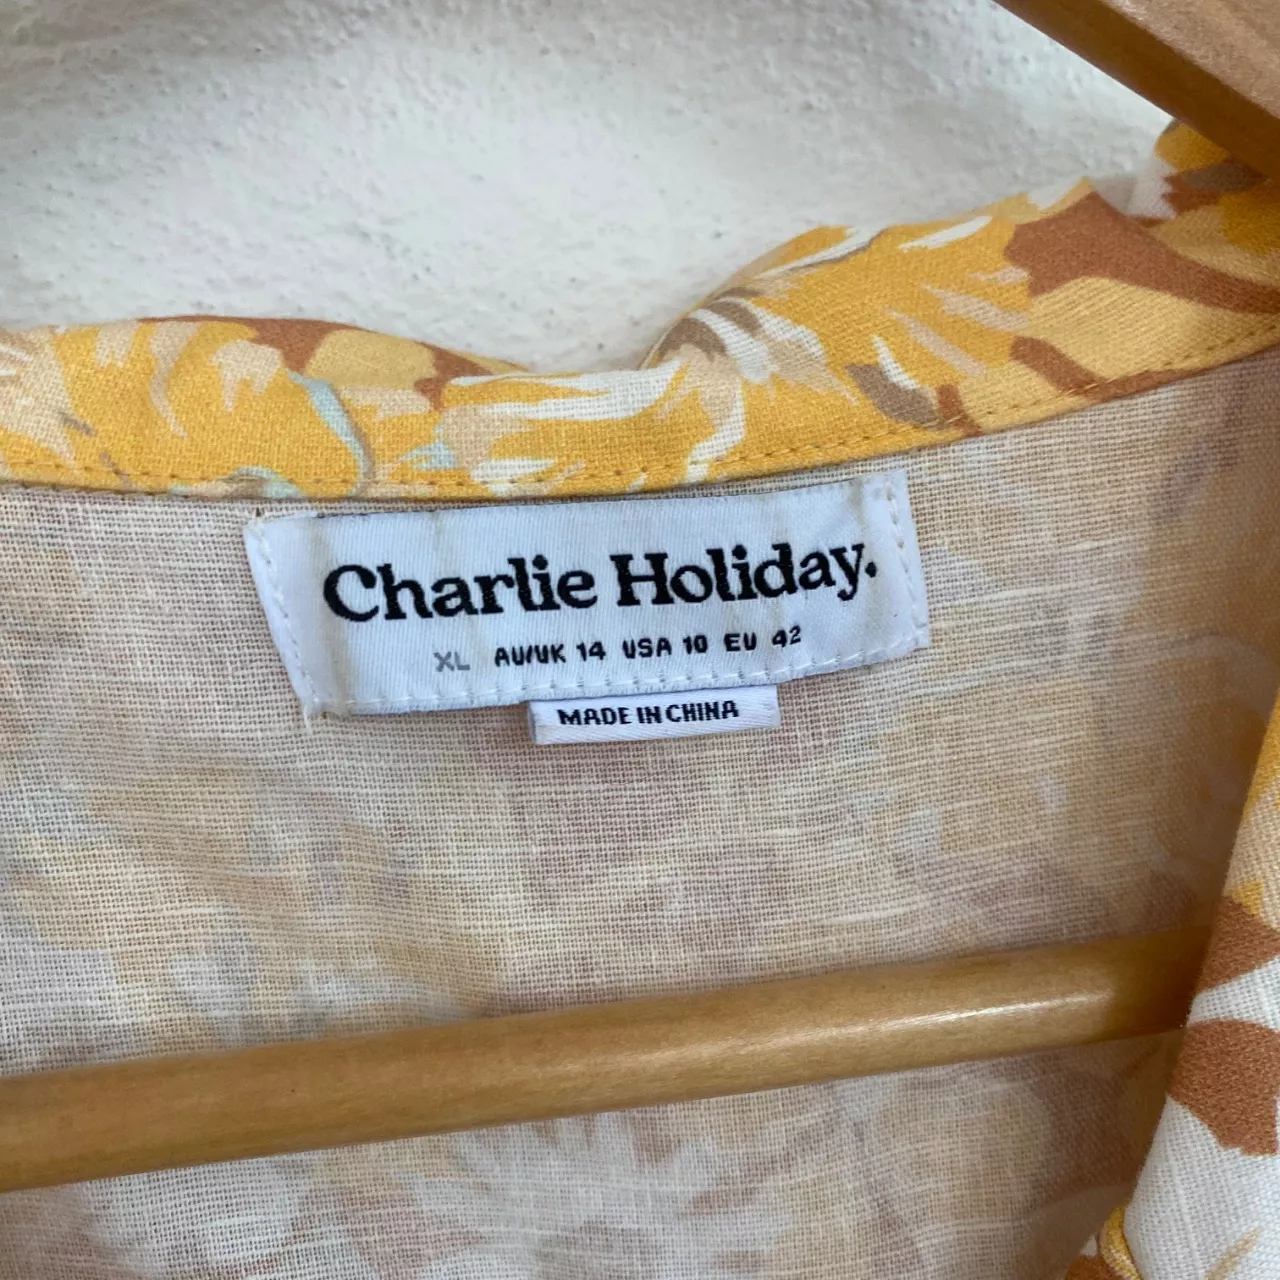 Charlie Holiday.
XL AU/UK 14 USA 10 EU 42
MADE IN CHINA